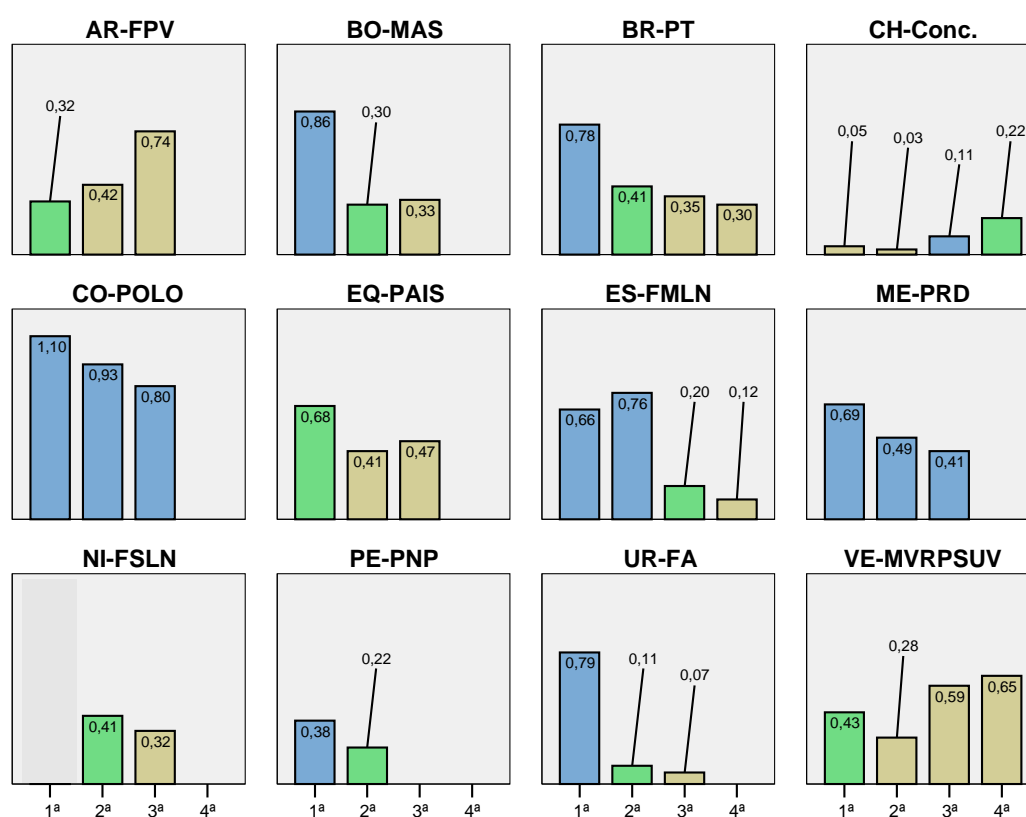 AR-FPV BO-MAS BR-PT CH-Conc.
0,32 0,42 0,74
0,86 0,30 0,33
0,78 0,41 0,35 0,30
0,05 0,03 0,11 0,22
CO-POLO EQ-PAIS ES-FMLN ME-PRD
1,10 0,93 0,80
0,68 0,41 0,47
0,66 0,76 0,20 0,12
0,69 0,49 0,41
NI-FSLN PE-PNP UR-FA VE-MVRPSUV
0,41 0,32
0,38 0,22
0,79 0,11 0,07
0,43 0,28 0,59 0,65
1ª 2ª 3ª 4ª 1ª 2ª 3ª 4ª 1ª 2ª 3ª 4ª 1ª 2ª 3ª 4ª